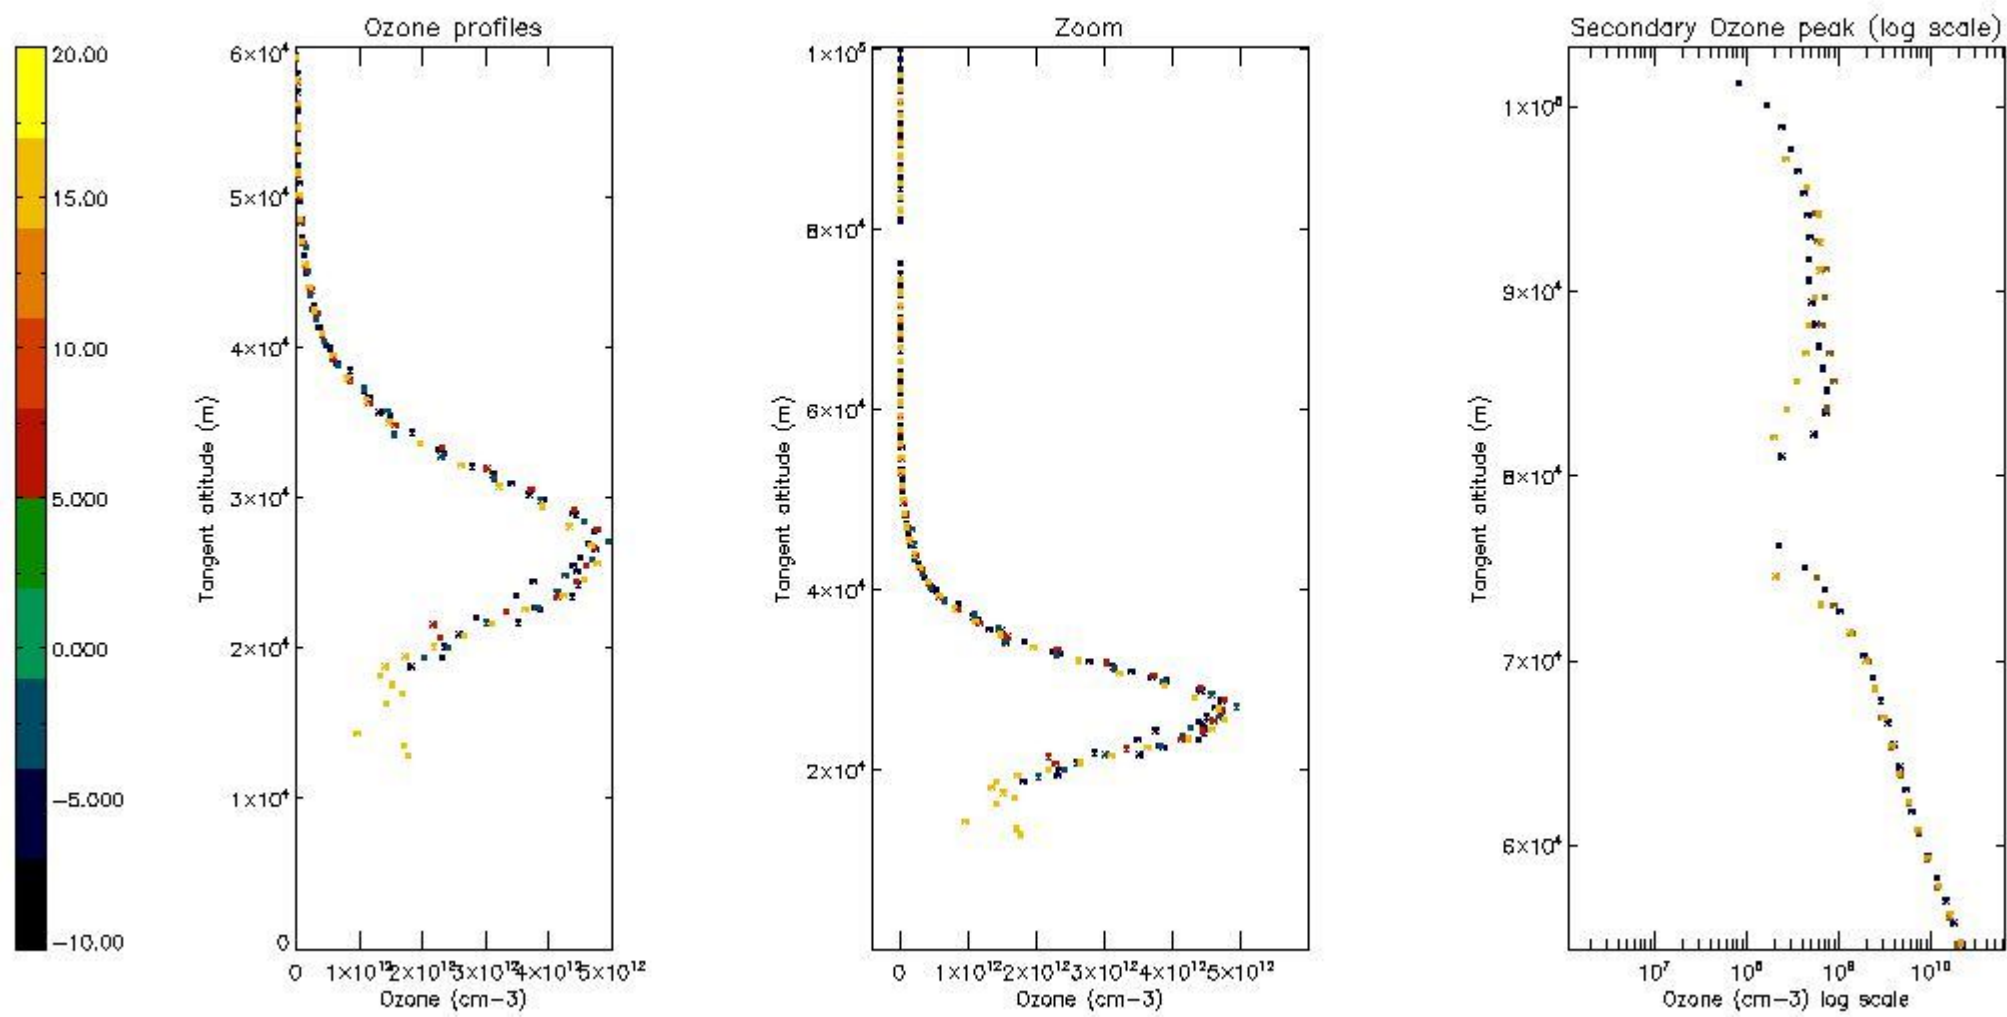 Ozone profiles
Zoom
Secondary Ozone peak (log scale)
20.00
15.00
10.00
5.000
0.000
−5.000
−10.00
6×10⁴
5×10⁴
4×10⁴
3×10⁴
2×10⁴
1×10⁴
0
Tangent altitude (m)
0 1×10¹² 2×10¹² 3×10¹² 4×10¹² 5×10¹²
Ozone (cm−3)
1×10⁵
8×10⁴
6×10⁴
4×10⁴
2×10⁴
Tangent altitude (m)
0 1×10¹² 2×10¹² 3×10¹² 4×10¹² 5×10¹²
Ozone (cm−3)
1×10⁵
9×10⁴
8×10⁴
7×10⁴
6×10⁴
Tangent altitude (m)
10⁷ 10⁸ 10⁹ 10¹⁰
Ozone (cm−3) log scale